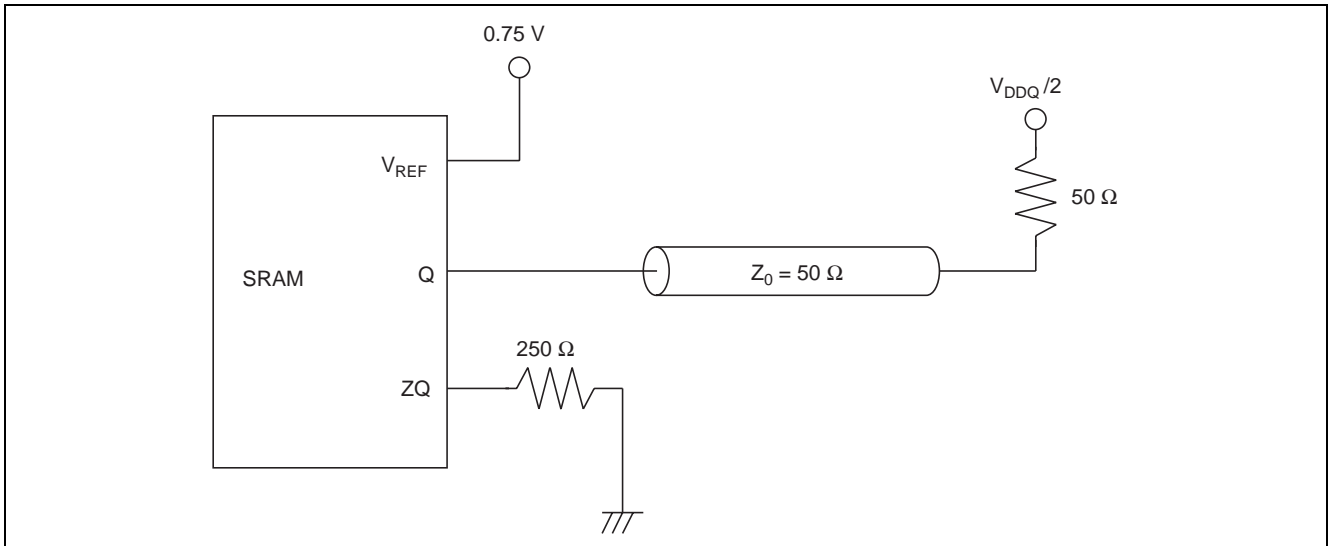 0.75 V
V_DDQ /2
V_REF
50 Ω
SRAM
Q
Z_0 = 50 Ω
250 Ω
ZQ